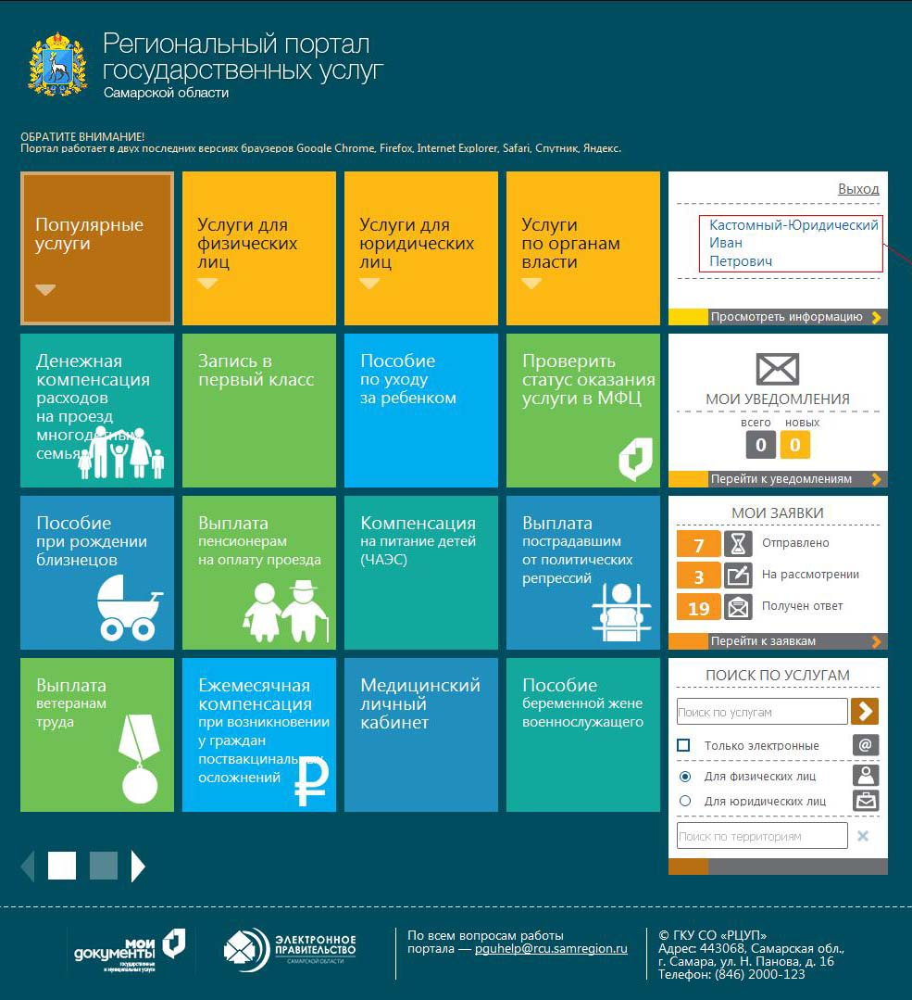 Региональный портал
государственных услуг
Самарской области
ОБРАТИТЕ ВНИМАНИЕ!
Портал работает в двух последних версиях браузеров Google Chrome, Firefox, Internet Explorer, Safari, Спутник, Яндекс.
Популярные
услуги
Услуги для
физических
лиц
Услуги для
юридических
лиц
Услуги
по органам
власти
Выход
Кастомный-Юридический
Иван
Петрович
Просмотреть информацию
Денежная
компенсация
расходов
на проезд
многодетным
семьям
Запись в
первый класс
Пособие
по уходу
за ребенком
Проверить
статус оказания
услуги в МФЦ
МОИ УВЕДОМЛЕНИЯ
всего новых
0 0
Перейти к уведомлениям
Пособие
при рождении
близнецов
Выплата
пенсионерам
на оплату проезда
Компенсация
на питание детей
(ЧАЭС)
Выплата
пострадавшим
от политических
репрессий
МОИ ЗАЯВКИ
7 Отправлено
3 На рассмотрении
19 Получен ответ
Перейти к заявкам
Выплата
ветеранам
труда
Ежемесячная
компенсация
при возникновении
у граждан
поствакцинальных
осложнений
₽
Медицинский
личный
кабинет
Пособие
беременной жене
военнослужащего
ПОИСК ПО УСЛУГАМ
Поиск по услугам
Только электронные @
Для физических лиц
Для юридических лиц
Поиск по территориям
мои
документы
государственные
и муниципальные услуги
ЭЛЕКТРОННОЕ
ПРАВИТЕЛЬСТВО
САМАРСКОЙ ОБЛАСТИ
По всем вопросам работы
портала — pguhelp@rcu.samregion.ru
© ГКУ СО «РЦУП»
Адрес: 443068, Самарская обл.,
г. Самара, ул. Н. Панова, д. 16
Телефон: (846) 2000-123